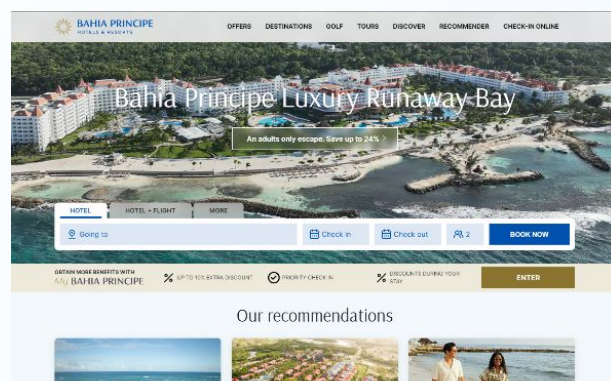 BAHIA PRINCIPE
HOTELS & RESORTS
OFFERS DESTINATIONS GOLF TOURS DISCOVER RECOMMENDER CHECK-IN ONLINE
Bahia Principe Luxury Runaway Bay
An adults only escape. Save up to 24% >
HOTEL HOTEL + FLIGHT MORE
Going to Check in Check out 2 BOOK NOW
OBTAIN MORE BENEFITS WITH
My BAHIA PRINCIPE
UP TO 10% EXTRA DISCOUNT
PRIORITY CHECK IN
DISCOUNTS DURING YOUR
STAY
ENTER
Our recommendations